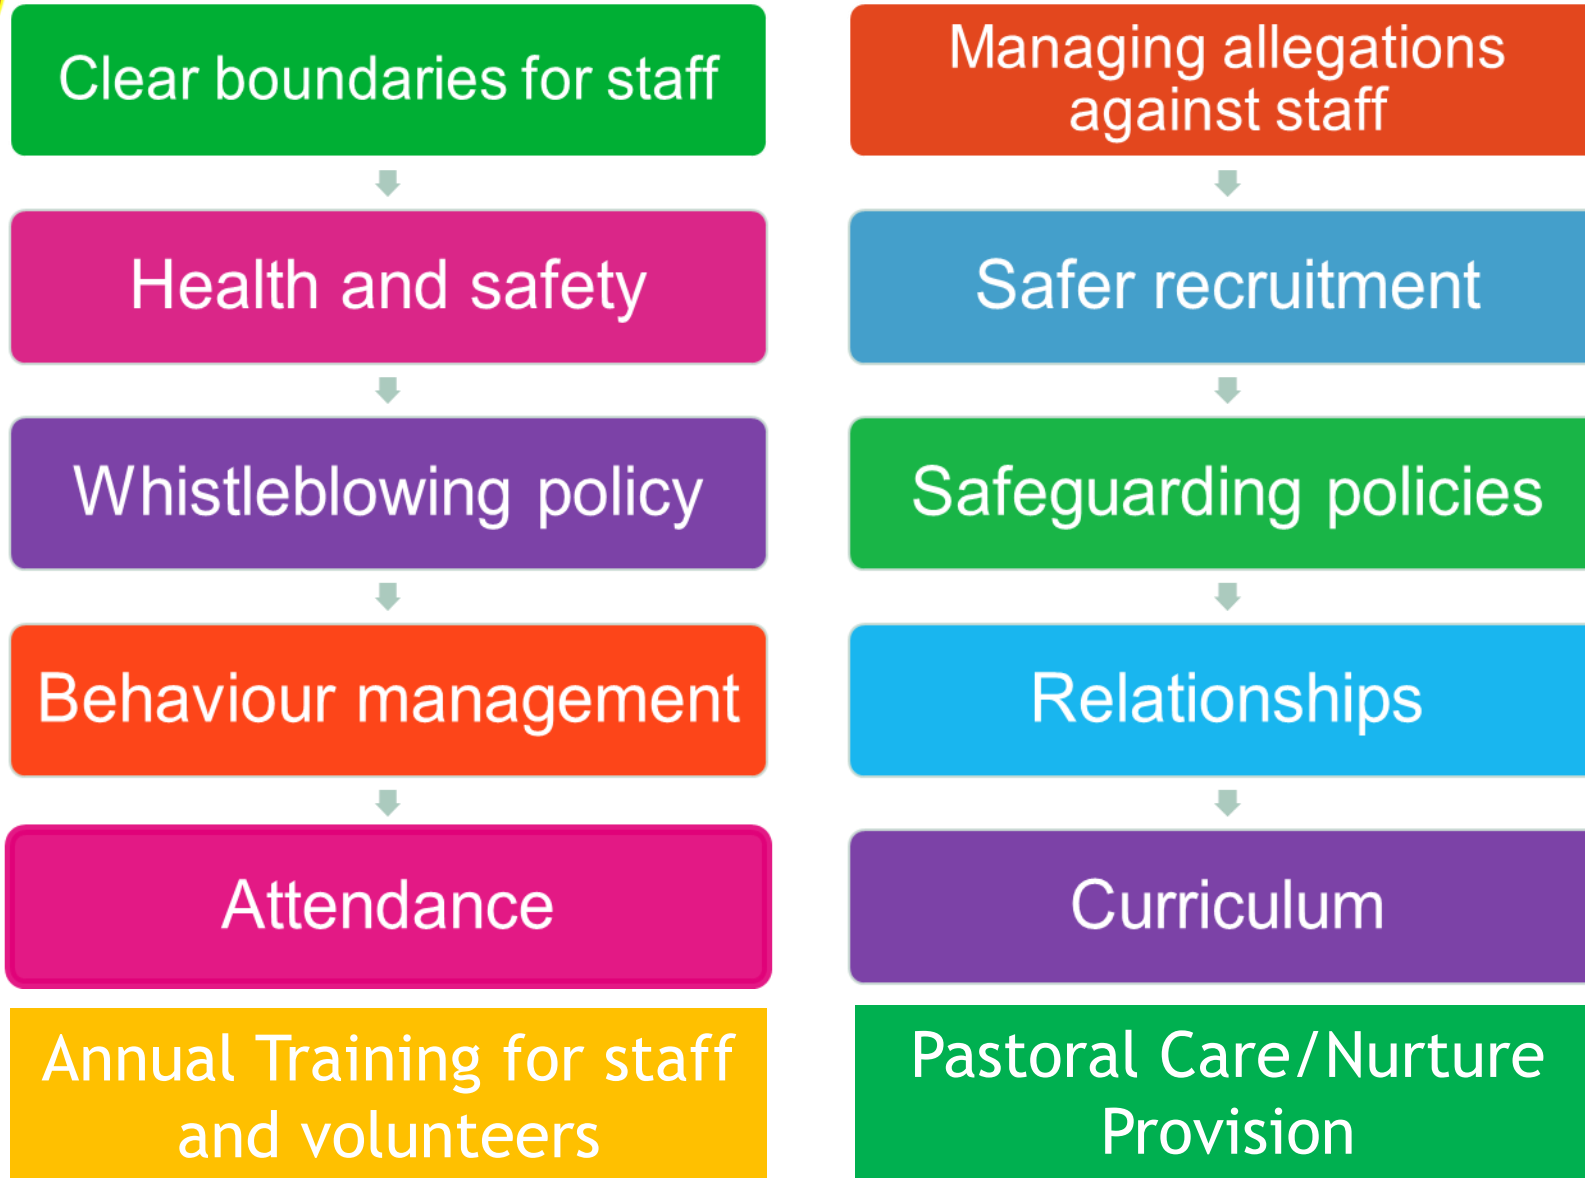 Clear boundaries for staff
Health and safety
Whistleblowing policy
Behaviour management
Attendance
Annual Training for staff
and volunteers
Managing allegations
against staff
Safer recruitment
Safeguarding policies
Relationships
Curriculum
Pastoral Care/Nurture
Provision